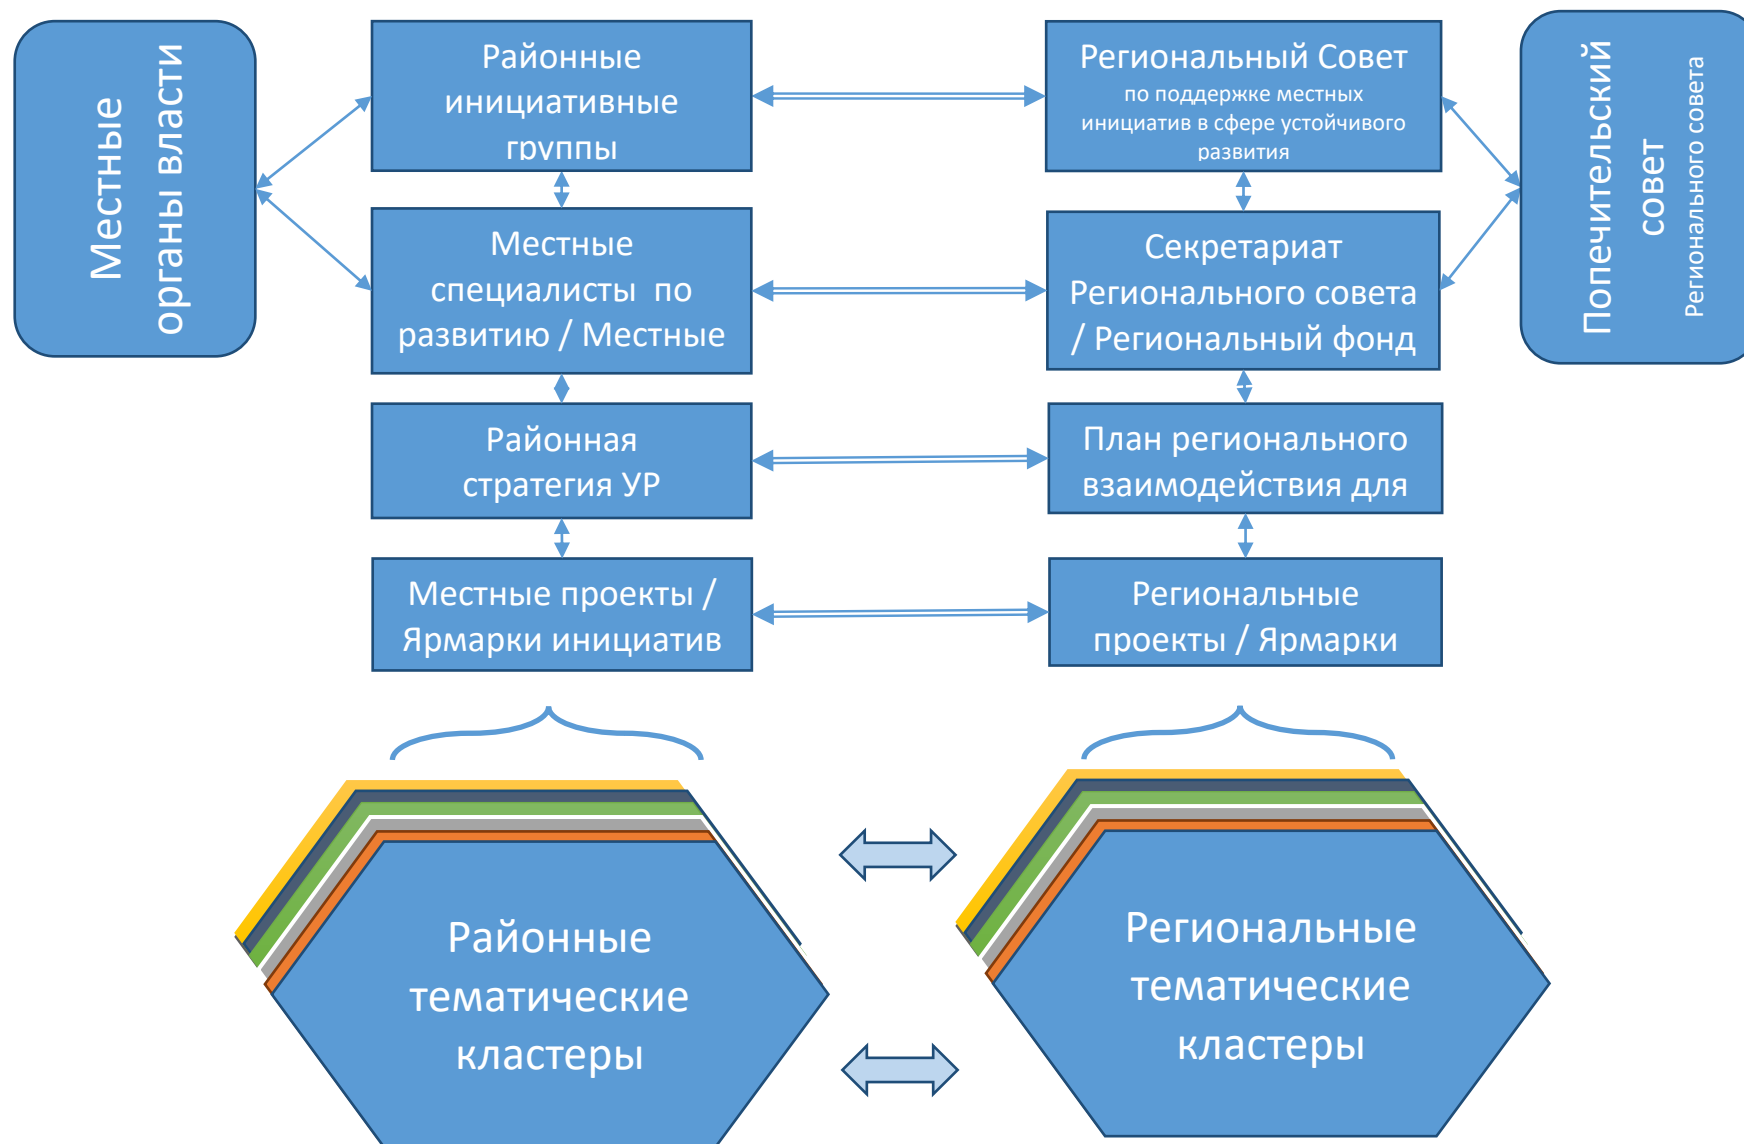 Местные
органы власти
Районные
инициативные
группы
Региональный Совет
по поддержке местных
инициатив в сфере устойчивого
развития
Попечительский
совет
Регионального совета
Местные
специалисты по
развитию / Местные
Секретариат
Регионального совета
/ Региональный фонд
Районная
стратегия УР
План регионального
взаимодействия для
Местные проекты /
Ярмарки инициатив
Региональные
проекты / Ярмарки
Районные
тематические
кластеры
Региональные
тематические
кластеры